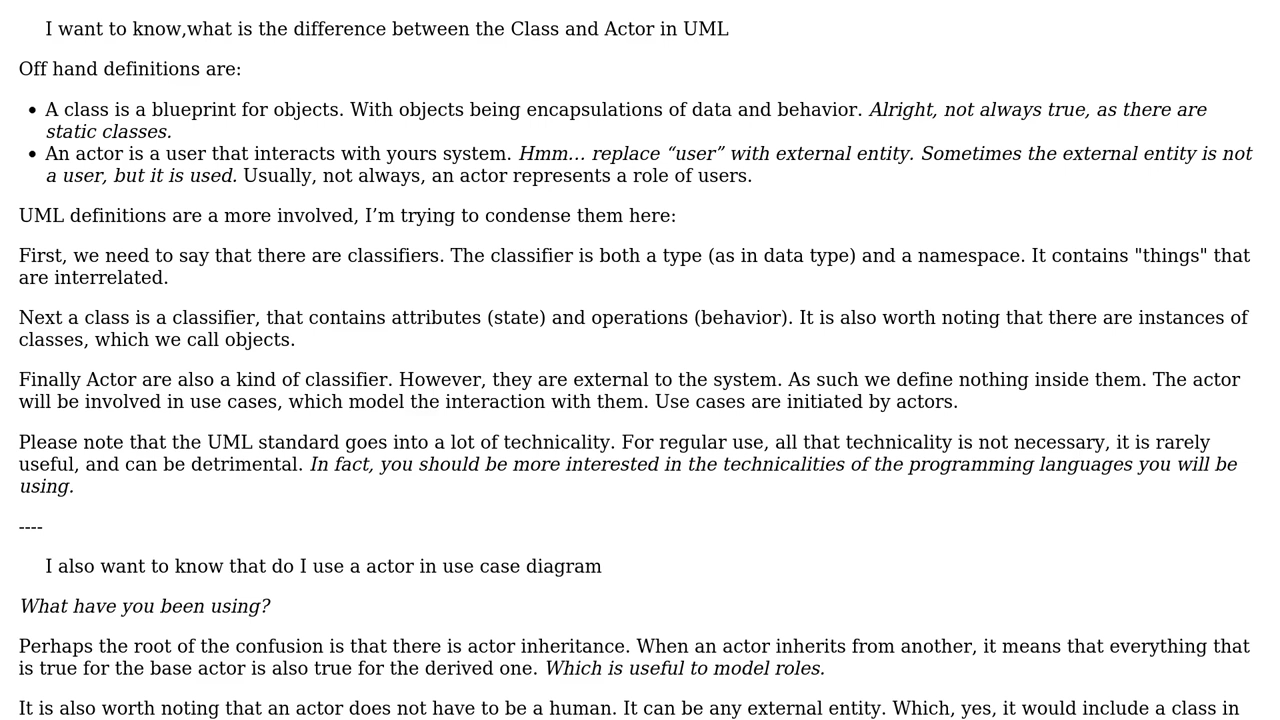 I want to know,what is the difference between the Class and Actor in UML
Off hand definitions are:
• A class is a blueprint for objects. With objects being encapsulations of data and behavior. Alright, not always true, as there are
static classes.
• An actor is a user that interacts with yours system. Hmm… replace “user” with external entity. Sometimes the external entity is not
a user, but it is used. Usually, not always, an actor represents a role of users.
UML definitions are a more involved, I’m trying to condense them here:
First, we need to say that there are classifiers. The classifier is both a type (as in data type) and a namespace. It contains "things" that
are interrelated.
Next a class is a classifier, that contains attributes (state) and operations (behavior). It is also worth noting that there are instances of
classes, which we call objects.
Finally Actor are also a kind of classifier. However, they are external to the system. As such we define nothing inside them. The actor
will be involved in use cases, which model the interaction with them. Use cases are initiated by actors.
Please note that the UML standard goes into a lot of technicality. For regular use, all that technicality is not necessary, it is rarely
useful, and can be detrimental. In fact, you should be more interested in the technicalities of the programming languages you will be
using.
----
I also want to know that do I use a actor in use case diagram
What have you been using?
Perhaps the root of the confusion is that there is actor inheritance. When an actor inherits from another, it means that everything that
is true for the base actor is also true for the derived one. Which is useful to model roles.
It is also worth noting that an actor does not have to be a human. It can be any external entity. Which, yes, it would include a class in